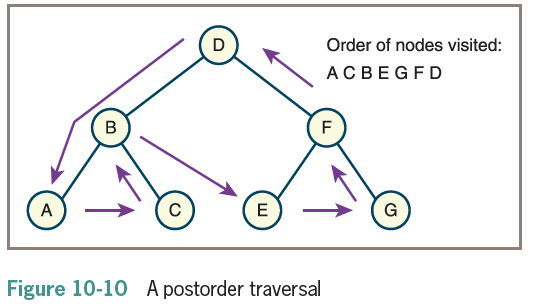 D
Order of nodes visited:
A C B E G F D
B
F
A
C
E
G
Figure 10-10 A postorder traversal